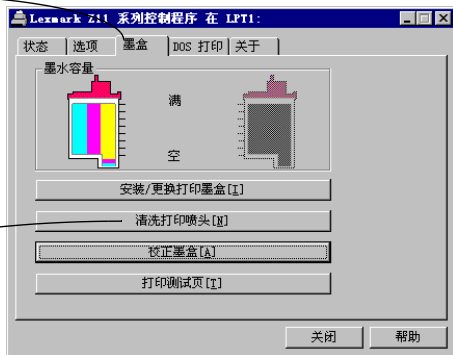 Lexmark Z11 系列控制程序 在 LPT1:
状态 选项 墨盒 DOS 打印 关于
墨水容量
满
空
安装/更换打印墨盒[I]
清洗打印喷头[N]
校正墨盒[A]
打印测试页[T]
关闭 帮助